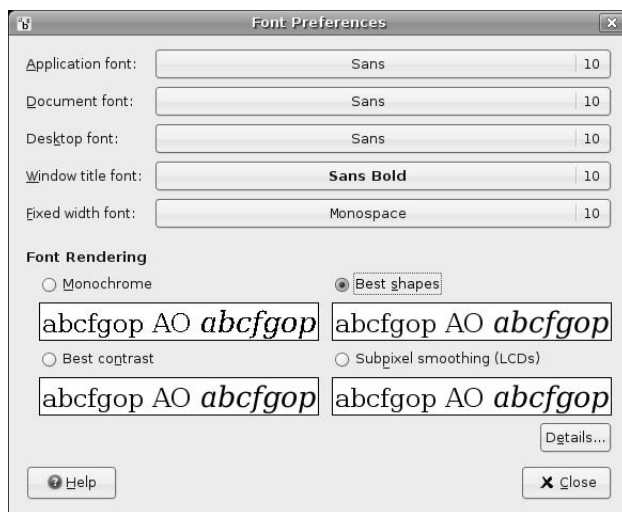 Font Preferences
Application font: Sans 10
Document font: Sans 10
Desktop font: Sans 10
Window title font: Sans Bold 10
Fixed width font: Monospace 10
Font Rendering
Monochrome Best shapes
abcfgop AO abcfgop abcfgop AO abcfgop
Best contrast Subpixel smoothing (LCDs)
abcfgop AO abcfgop abcfgop AO abcfgop
Details...
Help Close